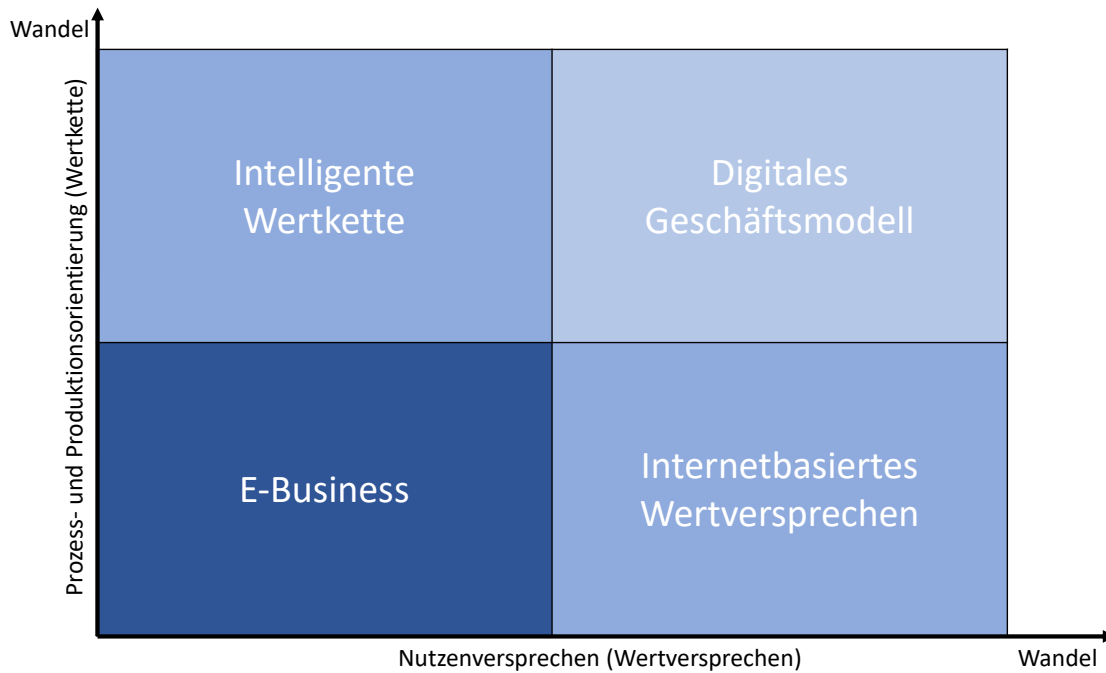 Wandel
Prozess- und Produktionsorientierung (Wertkette)
Intelligente
Wertkette
Digitales
Geschäftsmodell
E-Business
Internetbasiertes
Wertversprechen
Nutzenversprechen (Wertversprechen)
Wandel